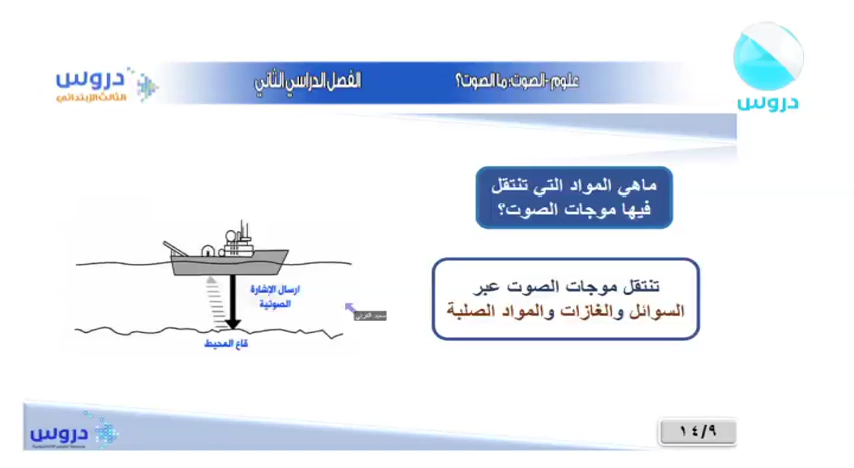 دروس
علوم -الصوت: ما الصوت؟
الفصل الدراسي الثاني
دروس
الثالث الابتدائي
ماهي المواد التي تنتقل
فيها موجات الصوت؟
تنتقل موجات الصوت عبر
السوائل والغازات والمواد الصلبة
ارسال الإشارة
الصوتية
قاع المحيط
١٤/٩
دروس